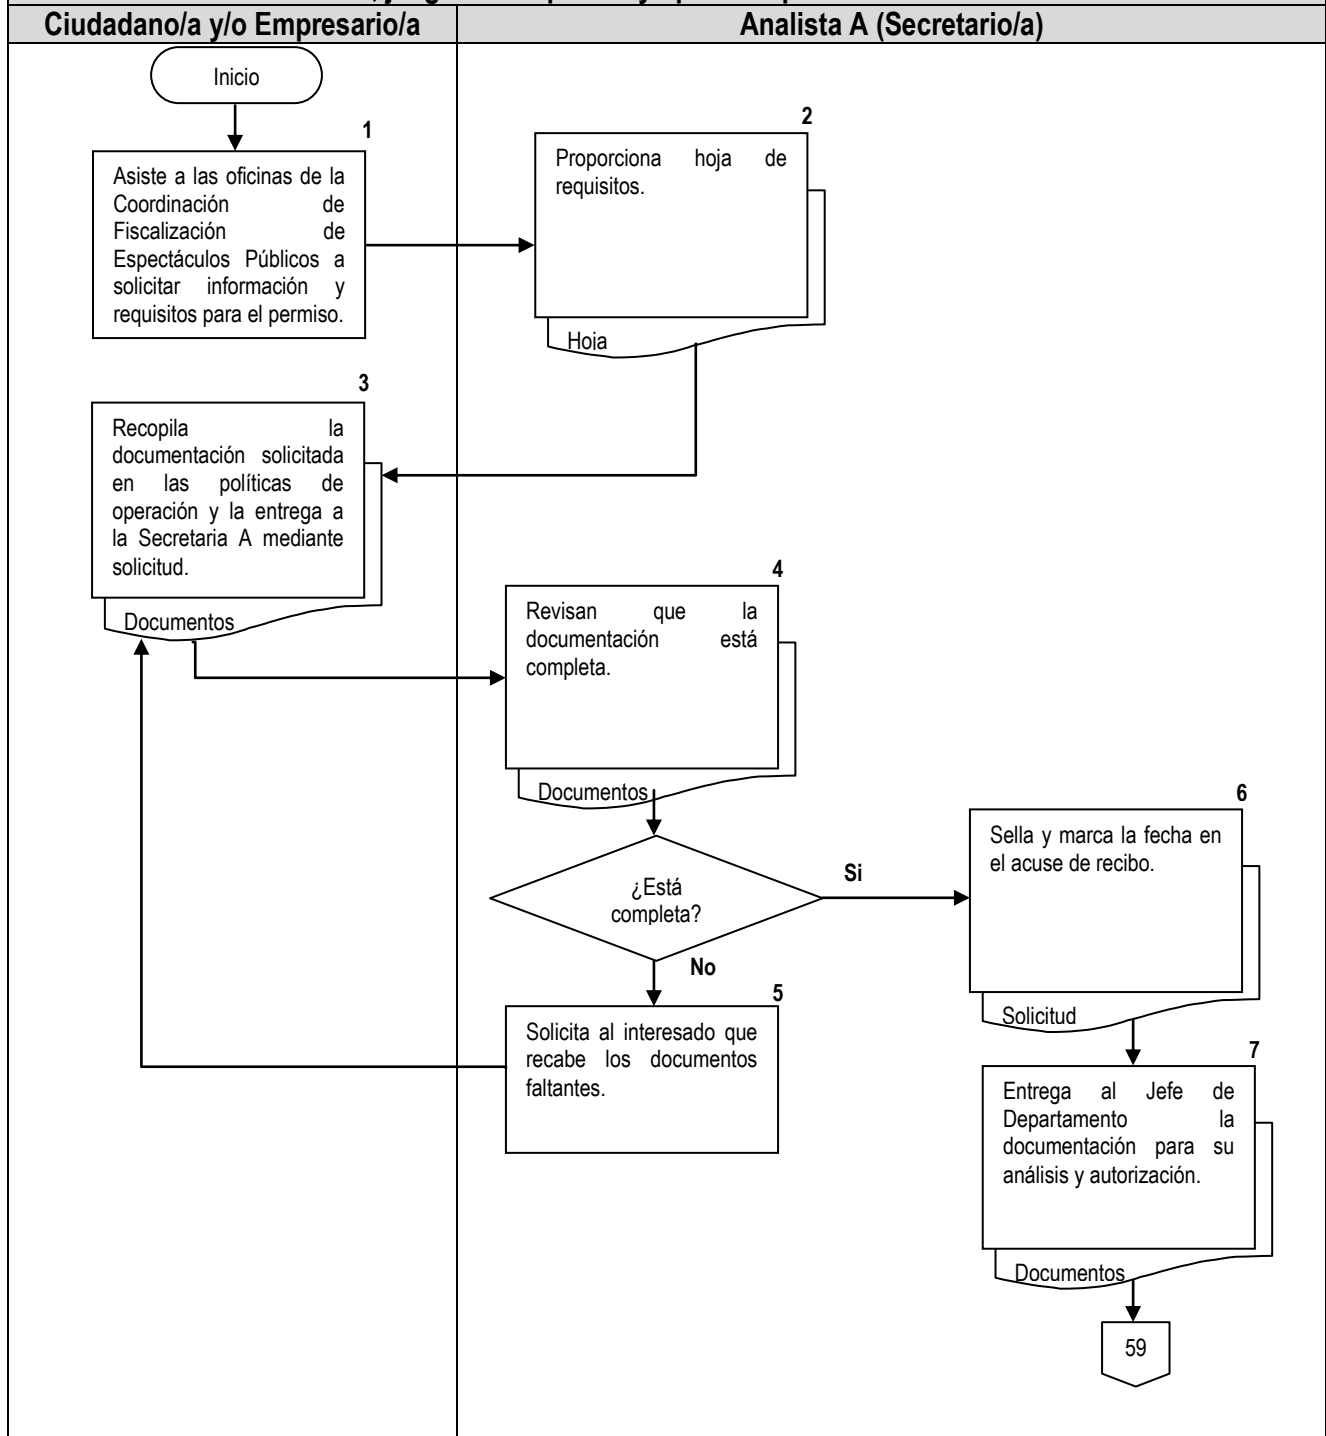 Ciudadano/a y/o Empresario/a
Analista A (Secretario/a)
Inicio
1
Asiste a las oficinas de la
Coordinación de
Fiscalización de
Espectáculos Públicos a
solicitar información y
requisitos para el permiso.
2
Proporciona hoja de
requisitos.
Hoja
3
Recopila la
documentación solicitada
en las políticas de
operación y la entrega a
la Secretaria A mediante
solicitud.
Documentos
4
Revisan que la
documentación está
completa.
Documentos
¿Está
completa?
Si
No
5
Solicita al interesado que
recabe los documentos
faltantes.
6
Sella y marca la fecha en
el acuse de recibo.
Solicitud
7
Entrega al Jefe de
Departamento la
documentación para su
análisis y autorización.
Documentos
59